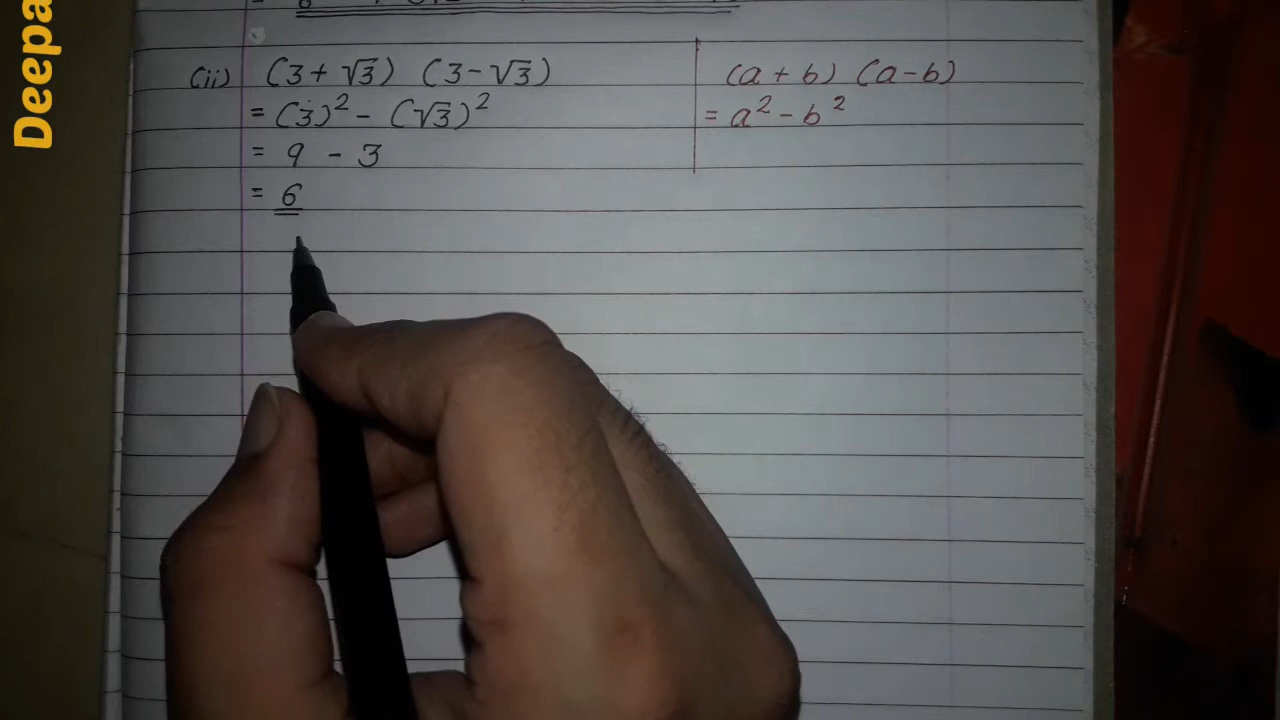 Deepa
(ii) (3 + √3) (3 - √3)
= (3)² - (√3)²
= 9 - 3
= 6
(a + b) (a - b)
= a² - b²